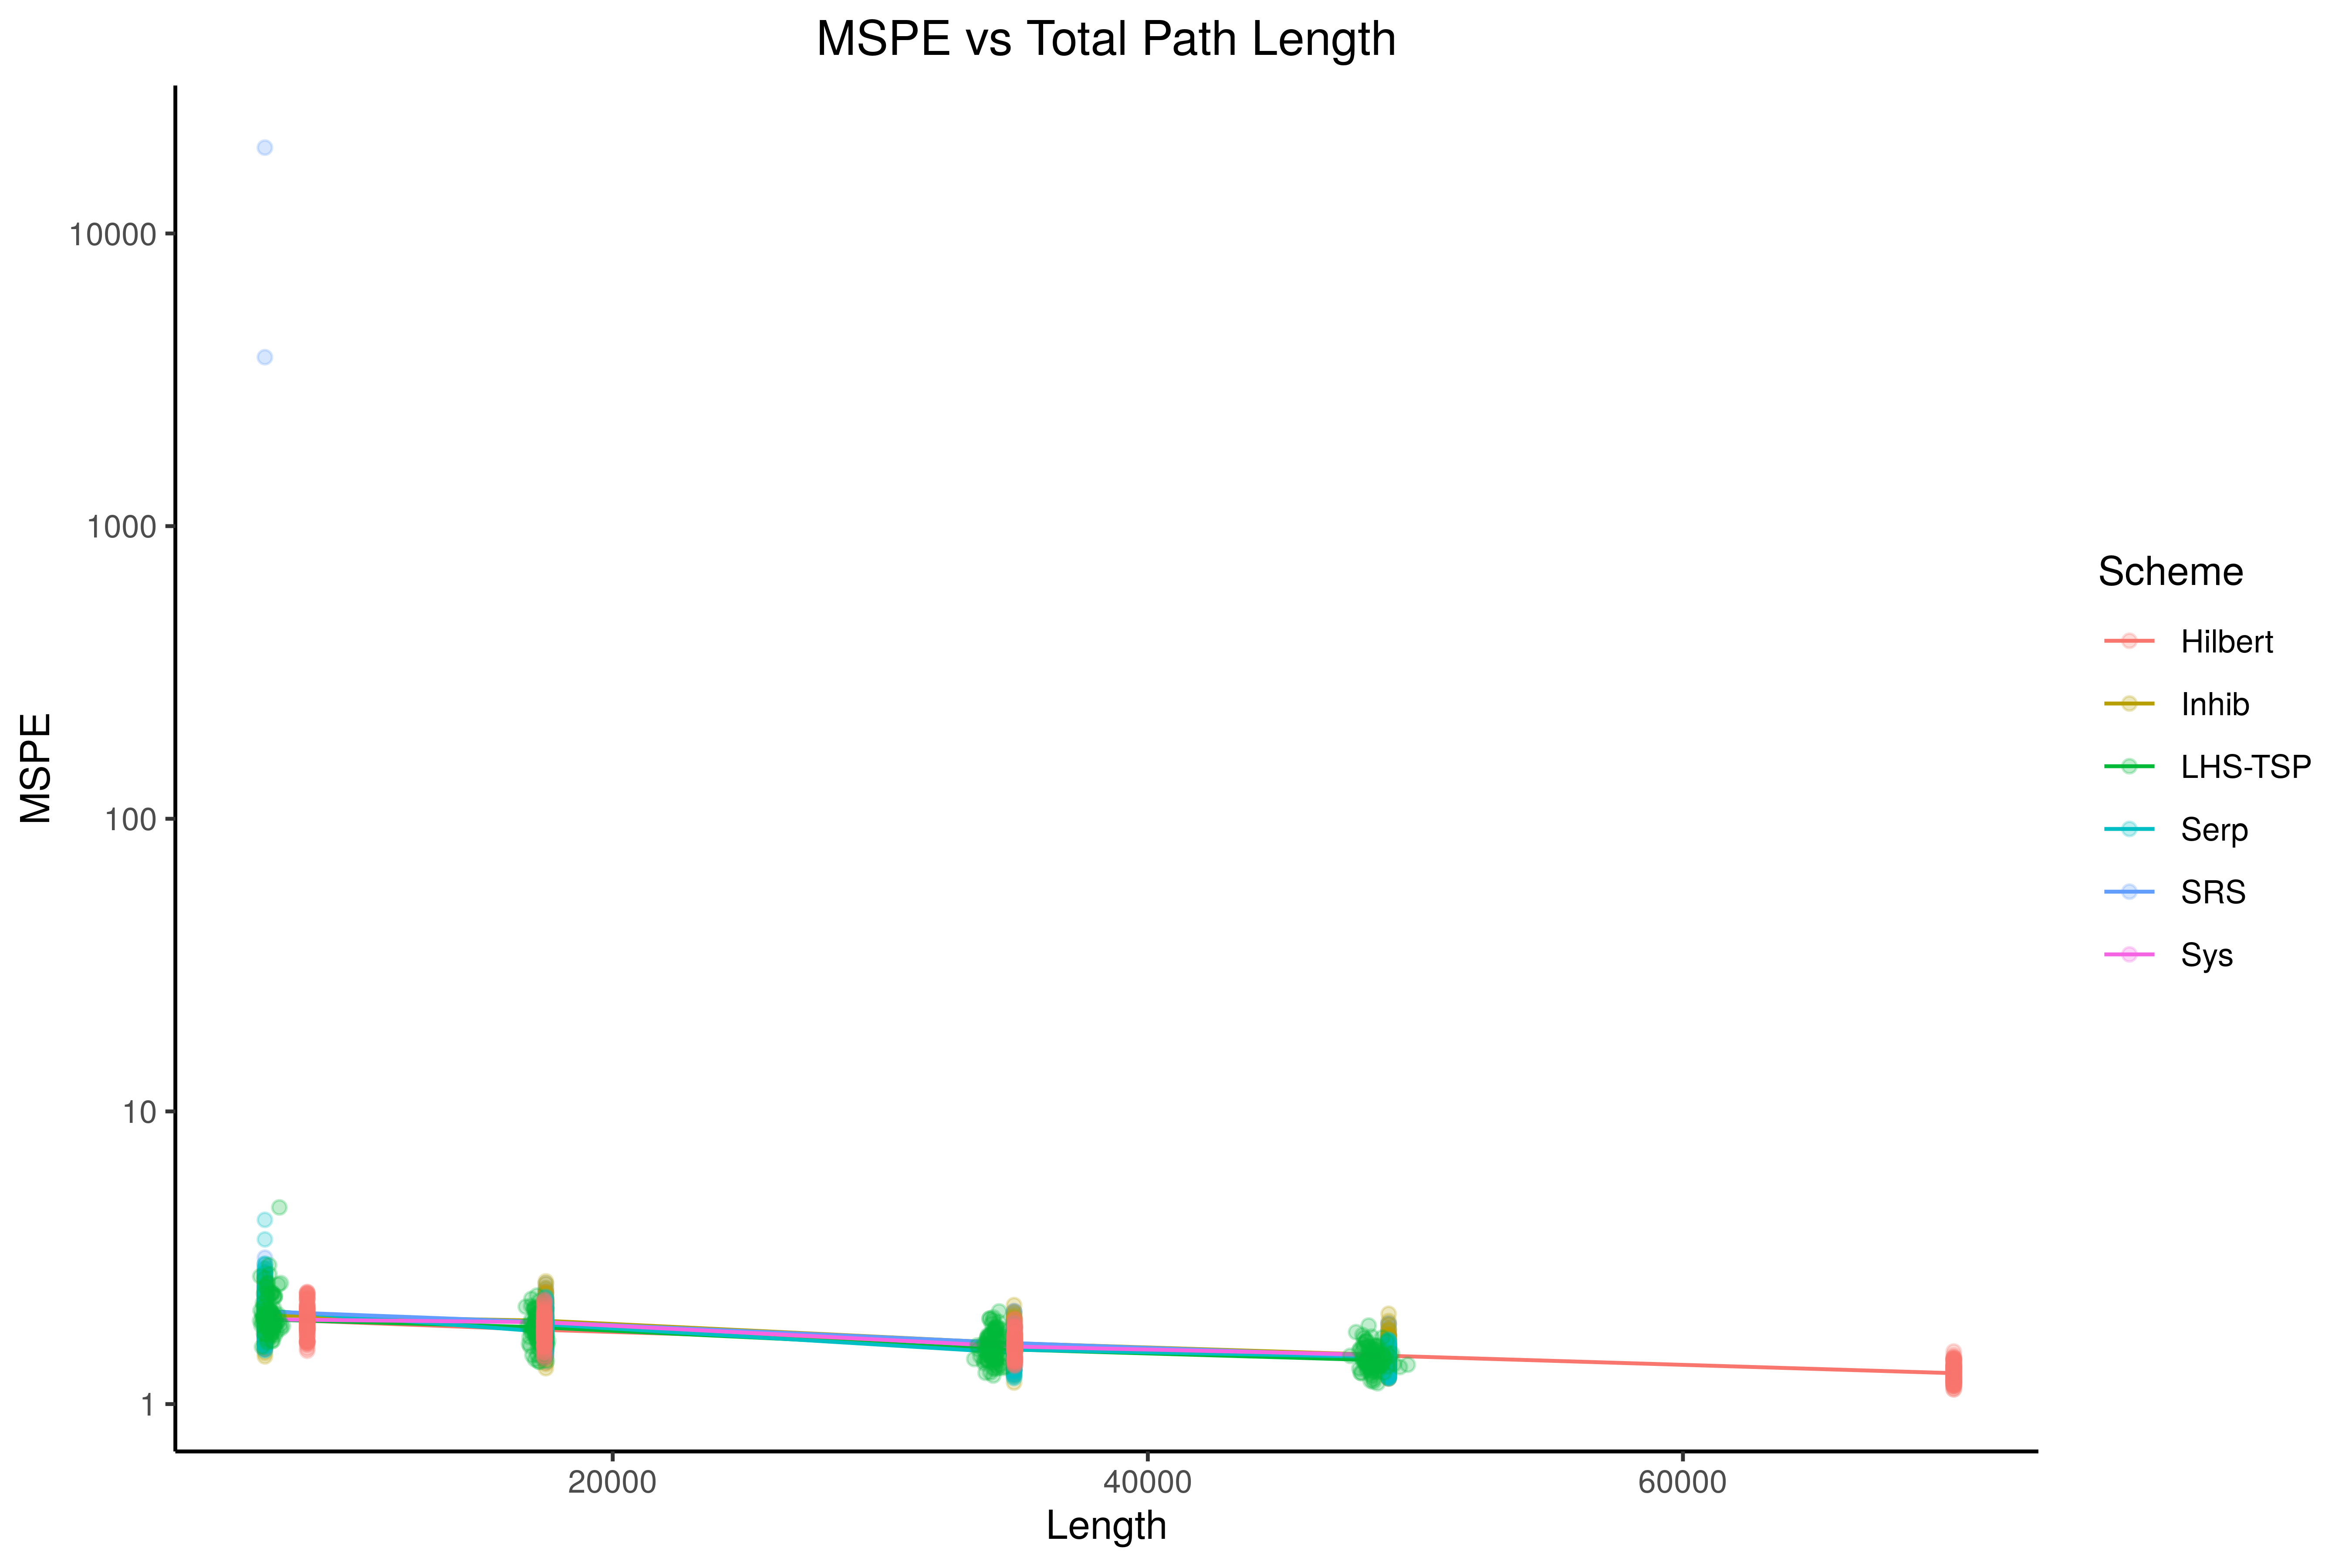 MSPE vs Total Path Length
MSPE
10000
1000
100
10
1
20000
40000
60000
Length
Scheme
Hilbert
Inhib
LHS-TSP
Serp
SRS
Sys